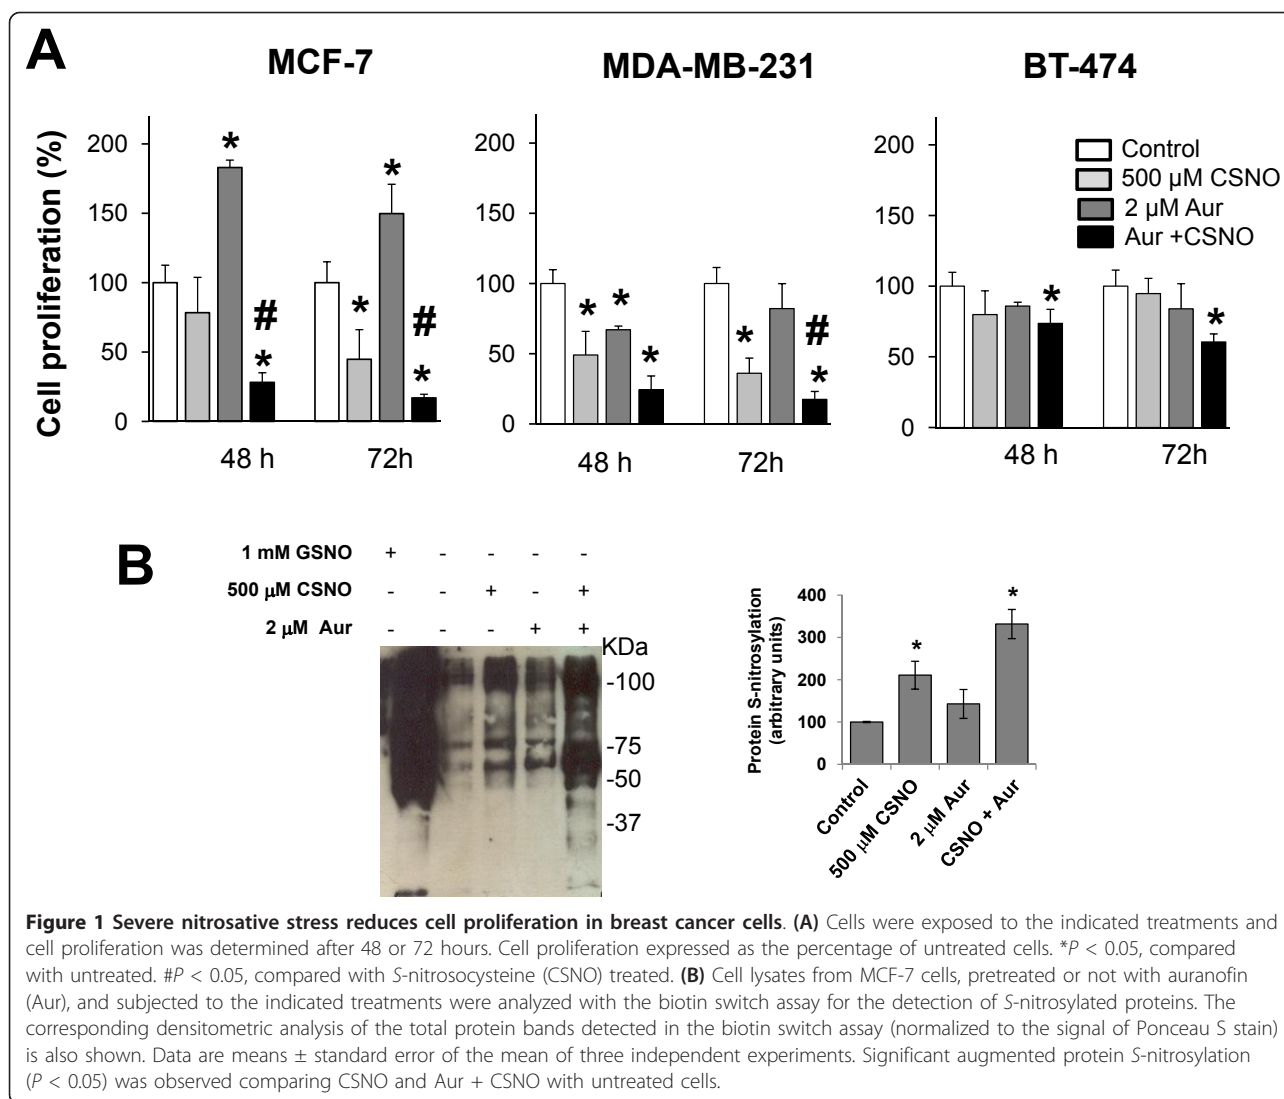 A
MCF-7
MDA-MB-231
BT-474
Cell proliferation (%)
200
150
100
50
0
* * # * * # *
48 h
72h
200
150
100
50
0
* * * * # *
48 h
72h
200
150
100
50
0
* *
48 h
72h
Control
500 µM CSNO
2 µM Aur
Aur +CSNO
B
1 mM GSNO + - - - -
500 µM CSNO - - + - +
2 µM Aur - - - + +
KDa
-100
-75
-50
-37
Protein S-nitrosylation
(arbitrary units)
400
300
200
100
0
* *
Control
500 µM CSNO
2 µM Aur
CSNO + Aur
Figure 1 Severe nitrosative stress reduces cell proliferation in breast cancer cells. (A) Cells were exposed to the indicated treatments and
cell proliferation was determined after 48 or 72 hours. Cell proliferation expressed as the percentage of untreated cells. *P < 0.05, compared
with untreated. #P < 0.05, compared with S-nitrosocysteine (CSNO) treated. (B) Cell lysates from MCF-7 cells, pretreated or not with auranofin
(Aur), and subjected to the indicated treatments were analyzed with the biotin switch assay for the detection of S-nitrosylated proteins. The
corresponding densitometric analysis of the total protein bands detected in the biotin switch assay (normalized to the signal of Ponceau S stain)
is also shown. Data are means ± standard error of the mean of three independent experiments. Significant augmented protein S-nitrosylation
(P < 0.05) was observed comparing CSNO and Aur + CSNO with untreated cells.